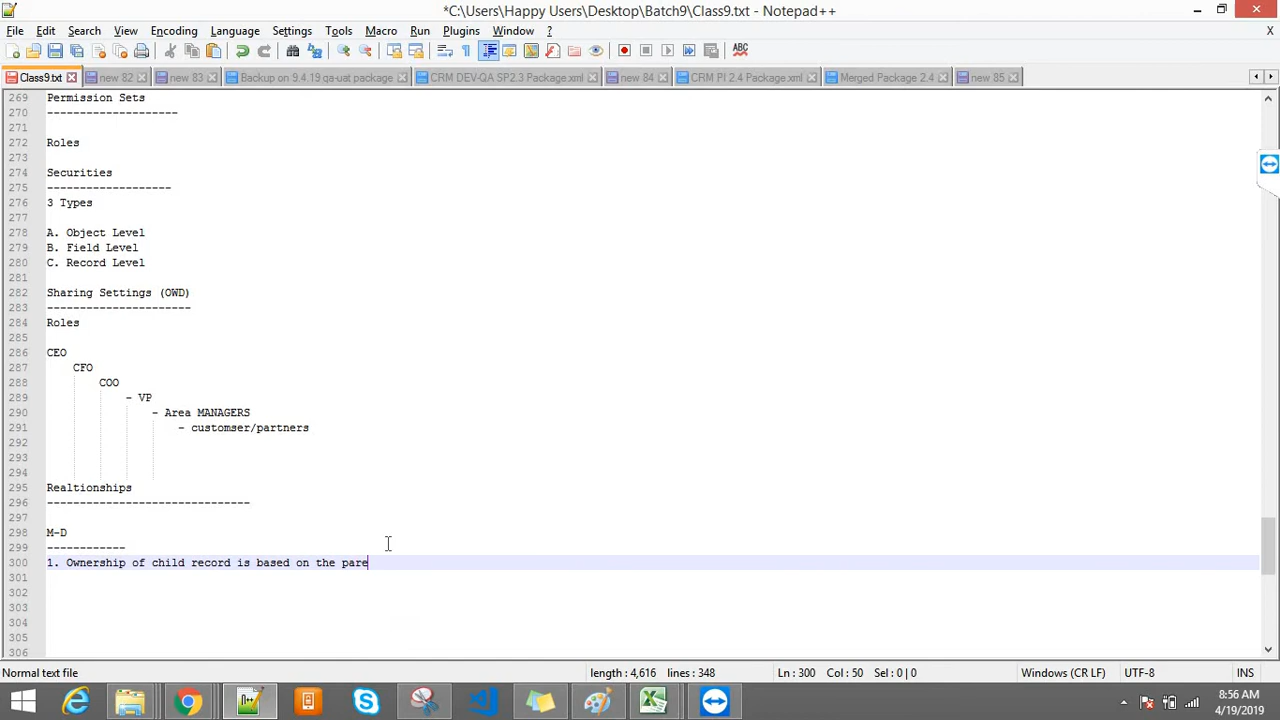 *C:\Users\Happy Users\Desktop\Batch9\Class9.txt - Notepad++
File Edit Search View Encoding Language Settings Tools Macro Run Plugins Window ? X
Class9.txt new 82 new 83 Backup on 9.4.19 qa-uat package CRM DEV-QA SP2.3 Package.xml new 84 CRM PI 2.4 Package.xml Merged Package 2.4 new 85
269 Permission Sets
270 --------------------
271
272 Roles
273
274 Securities
275 -------------------
276 3 Types
277
278 A. Object Level
279 B. Field Level
280 C. Record Level
281
282 Sharing Settings (OWD)
283 ----------------------
284 Roles
285
286 CEO
287 CFO
288 COO
289 - VP
290 - Area MANAGERS
291 - customser/partners
292
293
294
295 Realtionships
296 -------------------------------
297
298 M-D
299 ------------
300 1. Ownership of child record is based on the pare
301
302
303
304
305
306
Normal text file length : 4,616 lines : 348 Ln : 300 Col : 50 Sel : 0 | 0 Windows (CR LF) UTF-8 INS
8:56 AM
4/19/2019